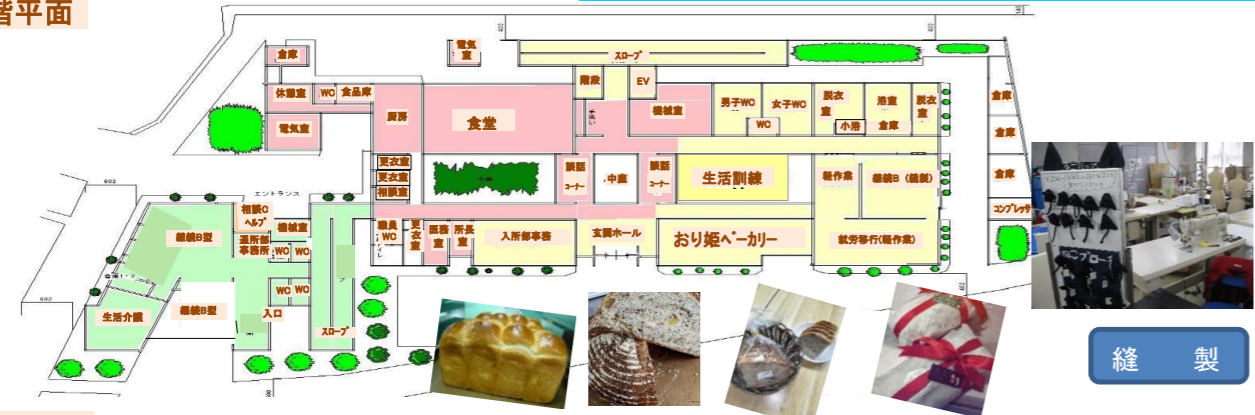 階平面
140
400
400
電気室
スロープ
倉庫
階段
EV
休憩室
WC
食品庫
機械室
男子WC
女子WC
脱衣室
浴室
脱衣室
倉庫
電気室
厨房
食堂
WC
小浴
倉庫
倉庫
更衣室
更衣室
相談室
談話コーナー
中庭
談話コーナー
生活訓練
軽作業
継続B（縫製）
倉庫
602
エントランス
継続B型
相談C
ヘルプ
通所部
事務所
機械室
WC
WC
職員WC
更衣室
医務室
所長室
入所部事務
玄関ホール
おり姫ベーカリー
就労移行(軽作業)
コンプレッサ
602
生活介護
継続B型
WC
WC
入口
スロープ
402
縫 製